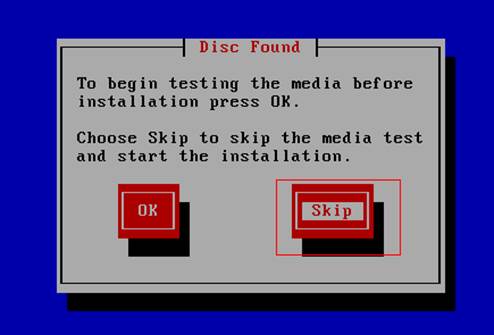 Disc Found
To begin testing the media before
installation press OK.
Choose Skip to skip the media test
and start the installation.
OK
Skip